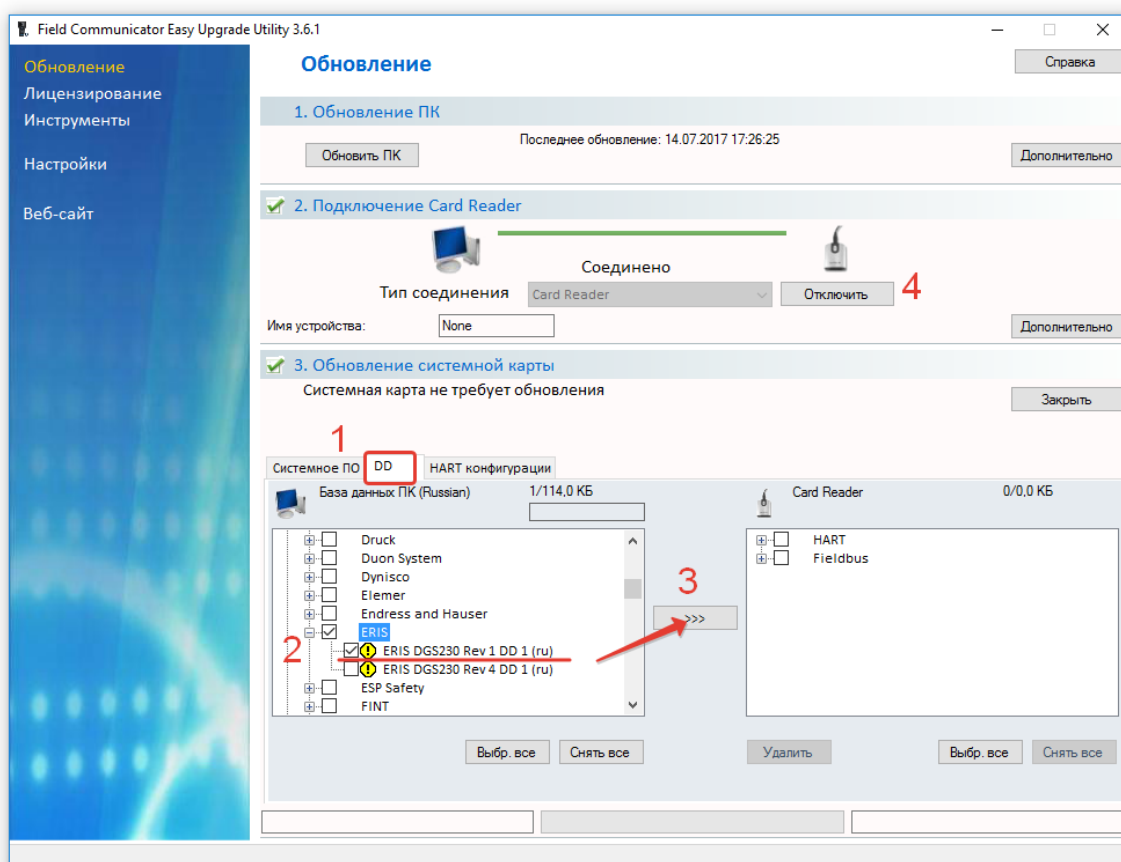 Field Communicator Easy Upgrade Utility 3.6.1
Обновление
Лицензирование
Инструменты
Настройки
Веб-сайт
Обновление
Справка
1. Обновление ПК
Последнее обновление: 14.07.2017 17:26:25
Обновить ПК
Дополнительно
2. Подключение Card Reader
Соединено
Тип соединения Card Reader Отключить 4
Имя устройства: None Дополнительно
3. Обновление системной карты
Системная карта не требует обновления
Закрыть
1
Системное ПО DD HART конфигурации
База данных ПК (Russian) 1/114,0 КБ Card Reader 0/0,0 КБ
Druck
Duon System
Dynisco
Elemer
Endress and Hauser
ERIS
2
ERIS DGS230 Rev 1 DD 1 (ru)
ERIS DGS230 Rev 4 DD 1 (ru)
ESP Safety
FINT
3
>>>
HART
Fieldbus
Выбр. все Снять все Удалить Выбр. все Снять все